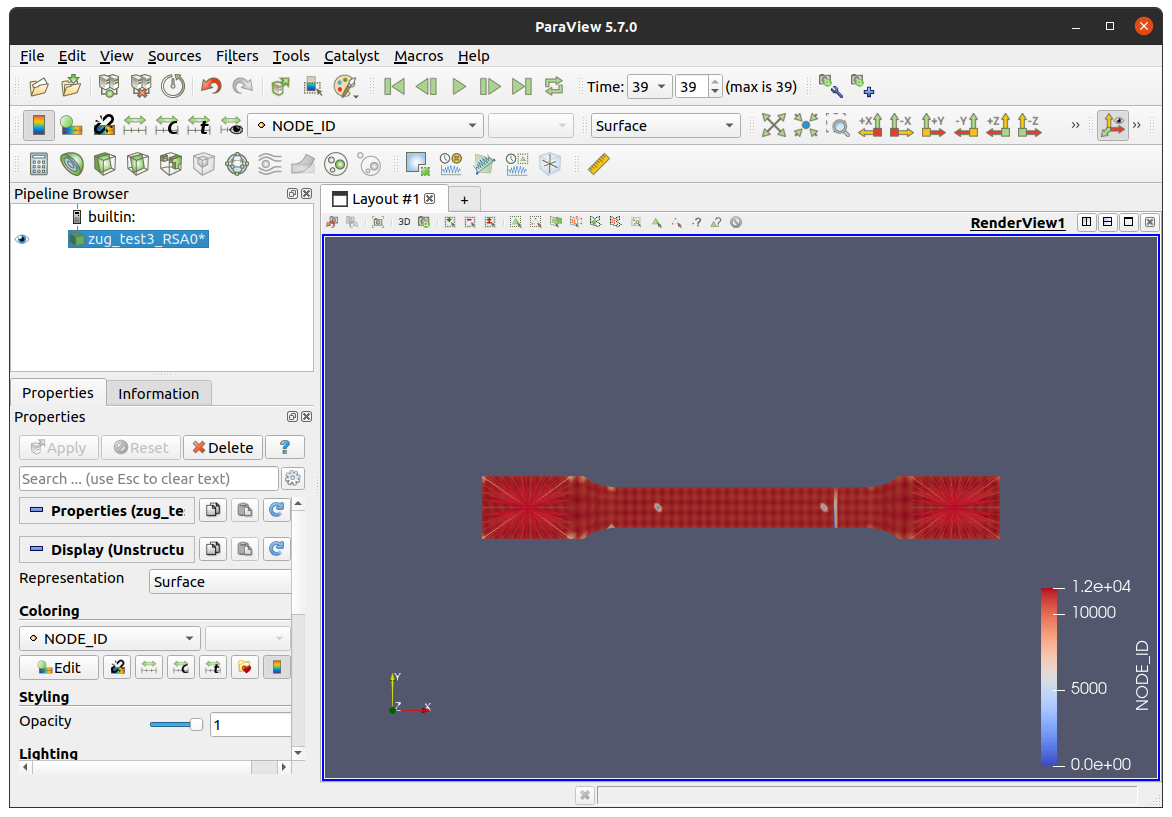 ParaView 5.7.0
File Edit View Sources Filters Tools Catalyst Macros Help
Time: 39 39 (max is 39)
NODE_ID Surface +X -X +Y -Y +Z -Z
Pipeline Browser
builtin:
zug_test3_RSA0*
Properties Information
Properties
Apply Reset Delete ?
Search ... (use Esc to clear text)
Properties (zug_te
Display (Unstructu
Representation Surface
Coloring
NODE_ID
Edit
Styling
Opacity 1
Lighting
Layout #1 +
3D RenderView1
1.2e+04
10000
5000
0.0e+00
NODE_ID
Y
Z X